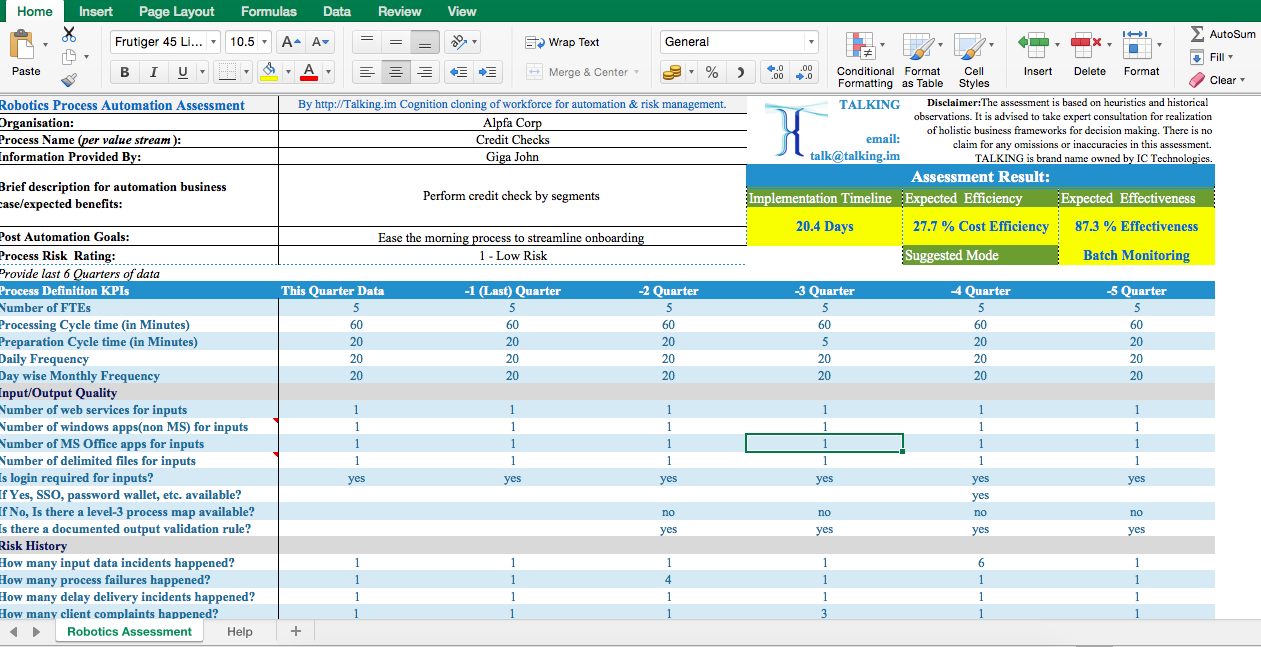 Home Insert Page Layout Formulas Data Review View
Paste
Frutiger 45 Li... 10.5 A A
B I U A
Wrap Text
Merge & Center
General
% .0 .00 .00 .0
Conditional Formatting
Format as Table
Cell Styles
Insert
Delete
Format
AutoSum
Fill
Clear
Robotics Process Automation Assessment By http://Talking.im Cognition cloning of workforce for automation & risk management.
Organisation: Alpfa Corp
Process Name (per value stream): Credit Checks
Information Provided By: Giga John
Brief description for automation business
case/expected benefits:
Perform credit check by segments
Post Automation Goals: Ease the morning process to streamline onboarding
Process Risk Rating: 1 - Low Risk
TALKING
email:
talk@talking.im
Disclaimer:The assessment is based on heuristics and historical
observations. It is advised to take expert consultation for realization
of holistic business frameworks for decision making. There is no
claim for any omissions or inaccuracies in this assessment.
TALKING is brand name owned by IC Technologies.
Assessment Result:
Implementation Timeline Expected Efficiency Expected Effectiveness
20.4 Days 27.7 % Cost Efficiency 87.3 % Effectiveness
Suggested Mode Batch Monitoring
Provide last 6 Quarters of data
Process Definition KPIs This Quarter Data -1 (Last) Quarter -2 Quarter -3 Quarter -4 Quarter -5 Quarter
Number of FTEs 5 5 5 5 5 5
Processing Cycle time (in Minutes) 60 60 60 60 60 60
Preparation Cycle time (in Minutes) 20 20 20 5 20 20
Daily Frequency 20 20 20 20 20 20
Day wise Monthly Frequency 20 20 20 20 20 20
Input/Output Quality
Number of web services for inputs 1 1 1 1 1 1
Number of windows apps(non MS) for inputs 1 1 1 1 1 1
Number of MS Office apps for inputs 1 1 1 1 1 1
Number of delimited files for inputs 1 1 1 1 1 1
Is login required for inputs? yes yes yes yes yes yes
If Yes, SSO, password wallet, etc. available? yes
If No, Is there a level-3 process map available? no no no no
Is there a documented output validation rule? yes yes yes yes
Risk History
How many input data incidents happened? 1 1 1 1 6 1
How many process failures happened? 1 1 4 1 1 1
How many delay delivery incidents happened? 1 1 1 1 1 1
How many client complaints happened? 1 1 1 3 1 1
Robotics Assessment Help +